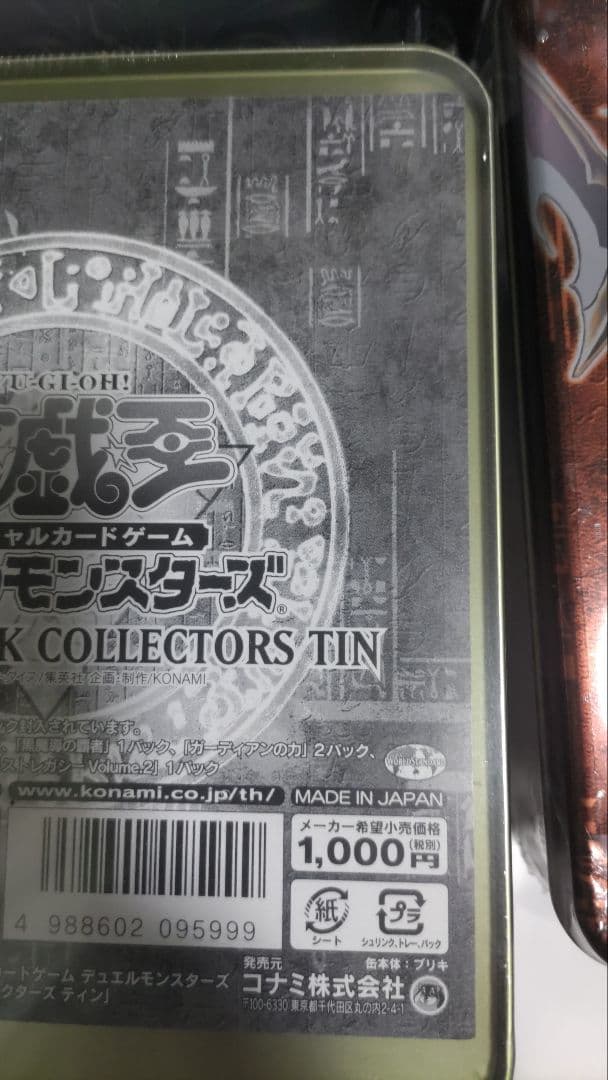 YU-GI-OH!
戯王
シャルカードゲーム
モンスターズ®
K COLLECTORS TIN
タイプ/集英社 企画・制作/KONAMI
ック封入されています。
の覇者」1パック、「ガーディアンの力」2パック、
ストレガシー Volume.2」1パック
WORLD STANDARD
www.konami.co.jp/th/
MADE IN JAPAN
メーカー希望小売価格
1,000円(税別)
紙
シート
プラ
シュリンク、トレー、パック
4 988602 095999
カードゲーム デュエルモンスターズ
クターズ ティン」
発売元
缶本体:ブリキ
コナミ株式会社
〒100-6330 東京都千代田区丸の内2-4-1